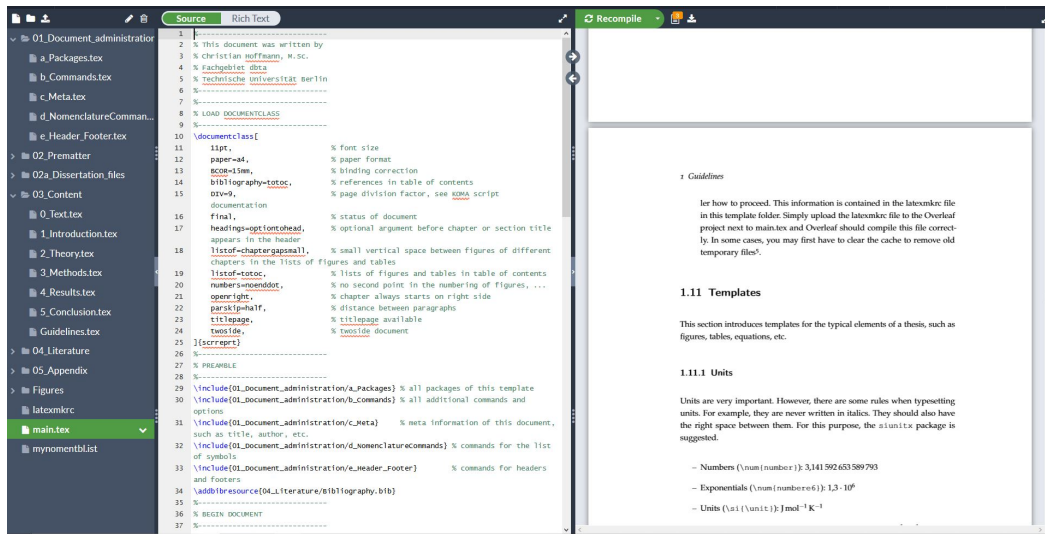 Source
Rich Text
Recompile
01_Document_administration
a_Packages.tex
b_Commands.tex
c_Meta.tex
d_NomenclatureComman...
e_Header_Footer.tex
02_Prematter
02a_Dissertation_files
03_Content
0_Text.tex
1_Introduction.tex
2_Theory.tex
3_Methods.tex
4_Results.tex
5_Conclusion.tex
Guidelines.tex
04_Literature
05_Appendix
Figures
latexmkrc
main.tex
mynomentbl.ist
1 %-----------------------------
2 % This document was written by
3 % Christian Hoffmann, M.Sc.
4 % Fachgebiet dbta
5 % Technische Universität Berlin
6 %-----------------------------
7 %-----------------------------
8 % LOAD DOCUMENTCLASS
9 %-----------------------------
10 \documentclass[
11 11pt, % font size
12 paper=a4, % paper format
13 BCOR=15mm, % binding correction
14 bibliography=totoc, % references in table of contents
15 DIV=9, % page division factor, see KOMA script
documentation
16 final, % status of document
17 headings=optiontohead, % optional argument before chapter or section title
appears in the header
18 listof=chaptergapsmall, % small vertical space between figures of different
chapters in the lists of figures and tables
19 listof=totoc, % lists of figures and tables in table of contents
20 numbers=noenddot, % no second point in the numbering of figures, ...
21 openright, % chapter always starts on right side
22 parskip=half, % distance between paragraphs
23 titlepage, % titlepage available
24 twoside, % twoside document
25 ]{scrreprt}
26 %-----------------------------
27 % PREAMBLE
28 %-----------------------------
29 \include{01_Document_administration/a_Packages} % all packages of this template
30 \include{01_Document_administration/b_Commands} % all additional commands and
options
31 \include{01_Document_administration/c_Meta} % meta information of this document,
such as title, author, etc.
32 \include{01_Document_administration/d_NomenclatureCommands} % commands for the list
of symbols
33 \include{01_Document_administration/e_Header_Footer} % commands for headers
and footers
34 \addbibresource{04_Literature/Bibliography.bib}
35 %-----------------------------
36 % BEGIN DOCUMENT
37 %-----------------------------
1 Guidelines
ler how to proceed. This information is contained in the latexmkrc file
in this template folder. Simply upload the latexmkrc file to the Overleaf
project next to main.tex and Overleaf should compile this file correct-
ly. In some cases, you may first have to clear the cache to remove old
temporary files⁵.
1.11 Templates
This section introduces templates for the typical elements of a thesis, such as
figures, tables, equations, etc.
1.11.1 Units
Units are very important. However, there are some rules when typesetting
units. For example, they are never written in italics. They should also have
the right space between them. For this purpose, the siunitx package is
suggested.
– Numbers (\num{number}): 3,141 592 653 589 793
– Exponentials (\num{numbere6}): 1,3 · 10⁶
– Units (\si{\unit}): J mol⁻¹ K⁻¹